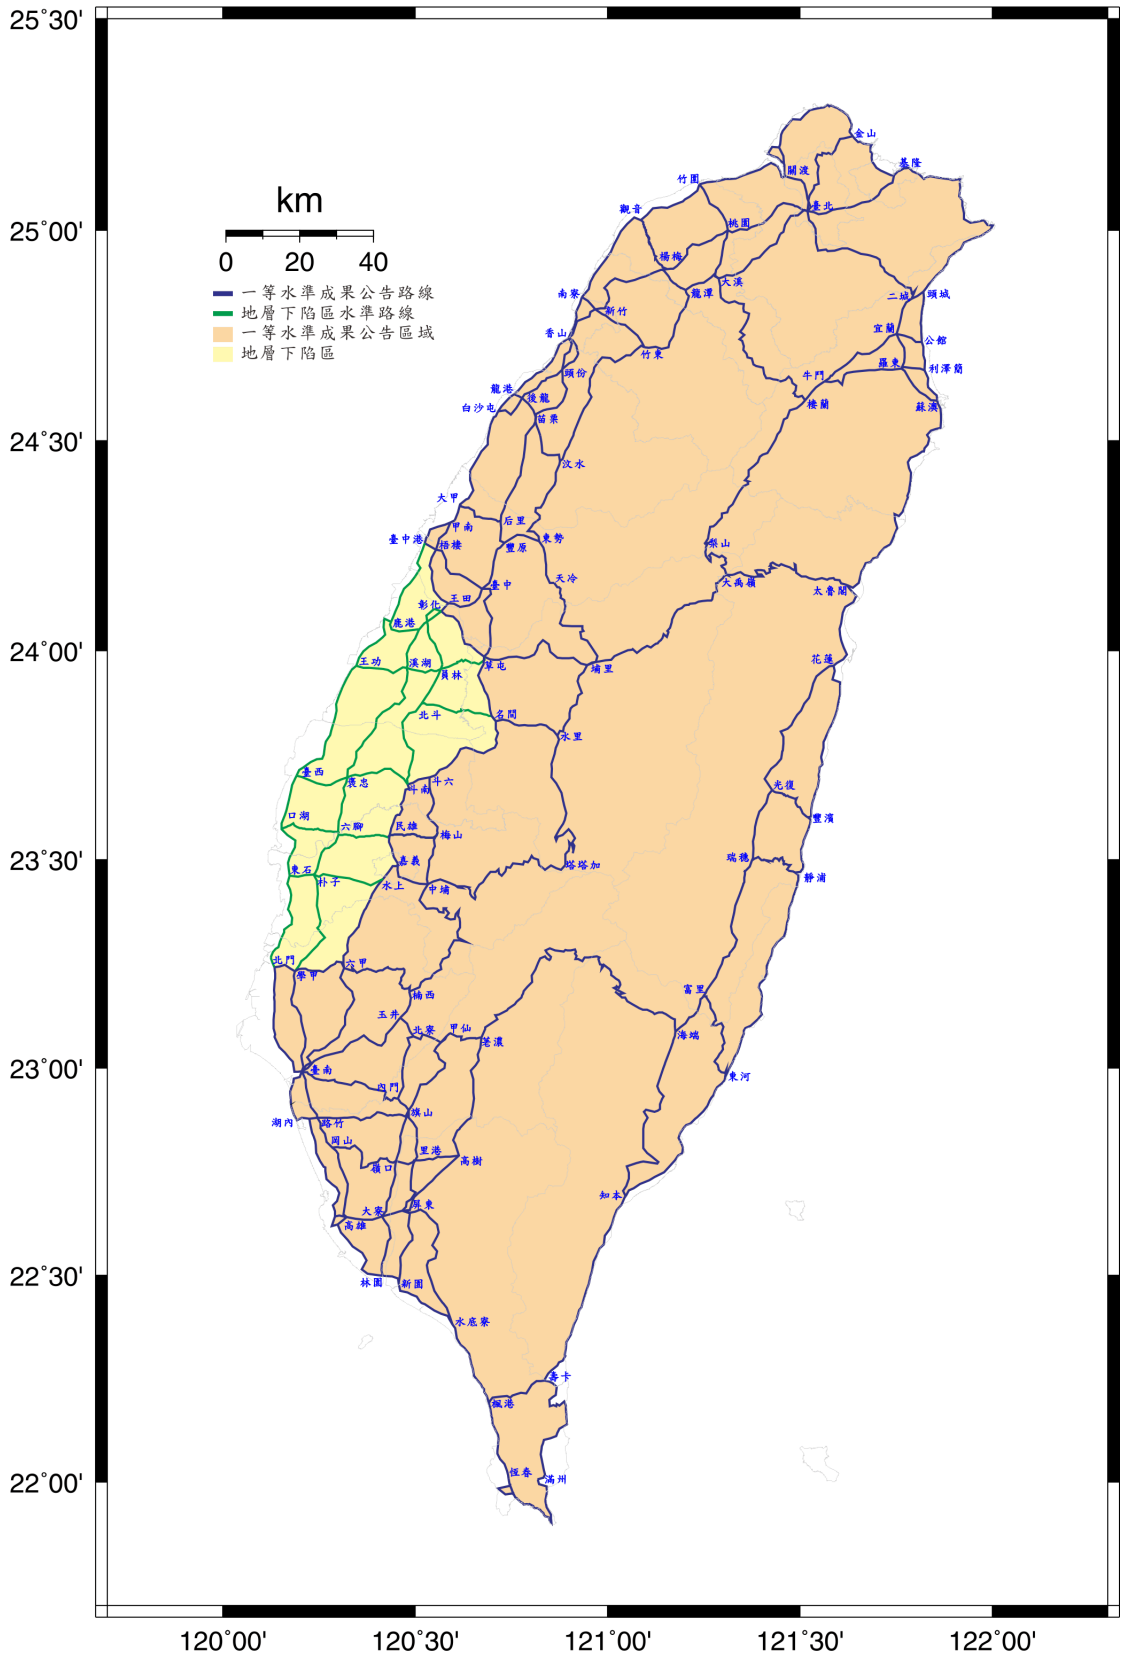 25°30'
金山
基隆
關渡
竹圍
km
臺北
觀音
桃園
25°00'
楊梅
0 20 40
大溪
龍潭
南寮
二城
頭城
一等水準成果公告路線
新竹
地層下陷區水準路線
宜蘭
香山
一等水準成果公告區域
公館
地層下陷區
竹東
羅東
利澤簡
頭份
牛鬥
龍港
後龍
棲蘭
白沙屯
蘇澳
苗栗
24°30'
汶水
大甲
后里
甲南
臺中港
東勢
梨山
梧棲
豐原
天冷
大禹嶺
臺中
太魯閣
王田
彰化
鹿港
24°00'
王功
溪湖
花蓮
草屯
埔里
員林
北斗
名間
水里
臺西
斗六
褒忠
斗南
光復
口湖
豐濱
六腳
民雄
梅山
23°30'
瑞穗
嘉義
塔塔加
東石
靜浦
朴子
水上
中埔
北門
六甲
學甲
富里
楠西
玉井
北寮
甲仙
海端
荖濃
23°00'
臺南
東河
內門
旗山
湖內
路竹
岡山
里港
高樹
嶺口
知本
屏東
大寮
高雄
22°30'
林園
新園
水底寮
壽卡
楓港
恆春
22°00'
滿州
120°00' 120°30' 121°00' 121°30' 122°00'